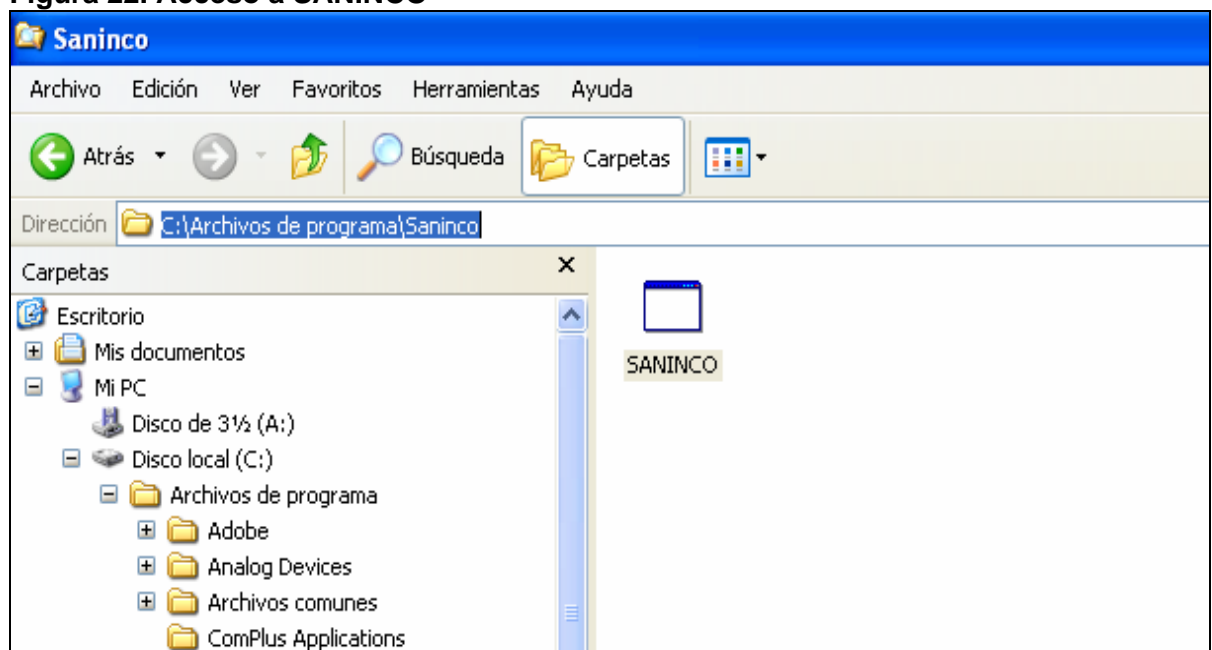 Figura 22. Acceso a SANINCO
Saninco
Archivo Edición Ver Favoritos Herramientas Ayuda
Atrás Búsqueda Carpetas
Dirección C:\Archivos de programa\Saninco
Carpetas
Escritorio
Mis documentos
Mi PC
Disco de 3½ (A:)
Disco local (C:)
Archivos de programa
Adobe
Analog Devices
Archivos comunes
ComPlus Applications
SANINCO